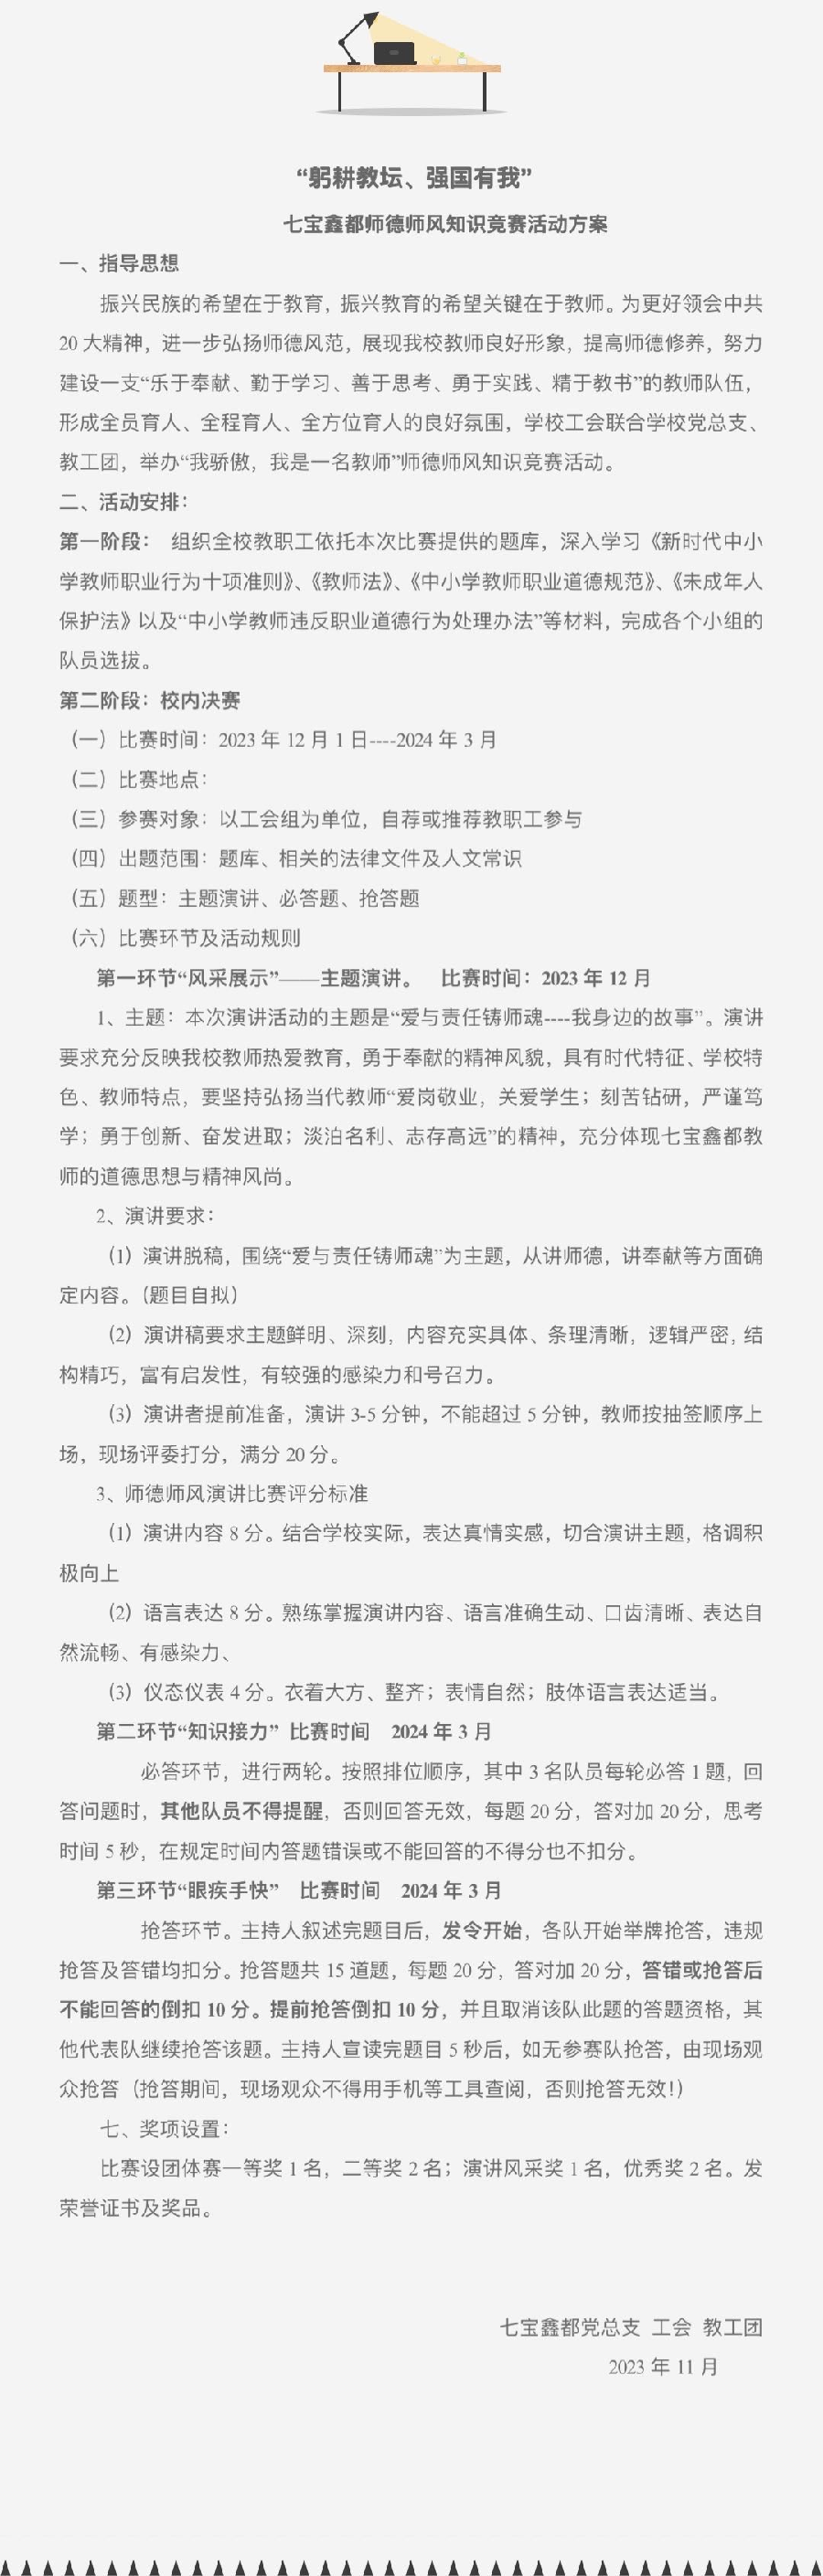 “躬耕教坛、强国有我”
七宝鑫都师德师风知识竞赛活动方案
一、指导思想
振兴民族的希望在于教育，振兴教育的希望关键在于教师。为更好领会中共
20 大精神，进一步弘扬师德风范，展现我校教师良好形象，提高师德修养，努力
建设一支“乐于奉献、勤于学习、善于思考、勇于实践、精于教书”的教师队伍，
形成全员育人、全程育人、全方位育人的良好氛围，学校工会联合学校党总支、
教工团，举办“我骄傲，我是一名教师”师德师风知识竞赛活动。
二、活动安排：
第一阶段： 组织全校教职工依托本次比赛提供的题库，深入学习《新时代中小
学教师职业行为十项准则》、《教师法》、《中小学教师职业道德规范》、《未成年人
保护法》以及“中小学教师违反职业道德行为处理办法”等材料，完成各个小组的
队员选拔。
第二阶段：校内决赛
（一）比赛时间：2023 年 12 月 1 日----2024 年 3 月
（二）比赛地点：
（三）参赛对象：以工会组为单位，自荐或推荐教职工参与
（四）出题范围：题库、相关的法律文件及人文常识
（五）题型：主题演讲、必答题、抢答题
（六）比赛环节及活动规则
第一环节“风采展示”——主题演讲。 比赛时间：2023 年 12 月
1、主题：本次演讲活动的主题是“爱与责任铸师魂----我身边的故事”。演讲
要求充分反映我校教师热爱教育，勇于奉献的精神风貌，具有时代特征、学校特
色、教师特点，要坚持弘扬当代教师“爱岗敬业，关爱学生；刻苦钻研，严谨笃
学；勇于创新、奋发进取；淡泊名利、志存高远”的精神，充分体现七宝鑫都教
师的道德思想与精神风尚。
2、演讲要求：
（1）演讲脱稿，围绕“爱与责任铸师魂”为主题，从讲师德，讲奉献等方面确
定内容。（题目自拟）
（2）演讲稿要求主题鲜明、深刻，内容充实具体、条理清晰，逻辑严密，结
构精巧，富有启发性，有较强的感染力和号召力。
（3）演讲者提前准备，演讲 3-5 分钟，不能超过 5 分钟，教师按抽签顺序上
场，现场评委打分，满分 20 分。
3、师德师风演讲比赛评分标准
（1）演讲内容 8 分。结合学校实际，表达真情实感，切合演讲主题，格调积
极向上
（2）语言表达 8 分。熟练掌握演讲内容、语言准确生动、口齿清晰、表达自
然流畅、有感染力、
（3）仪态仪表 4 分。衣着大方、整齐；表情自然；肢体语言表达适当。
第二环节“知识接力” 比赛时间 2024 年 3 月
必答环节，进行两轮。按照排位顺序，其中 3 名队员每轮必答 1 题，回
答问题时，其他队员不得提醒，否则回答无效，每题 20 分，答对加 20 分，思考
时间 5 秒，在规定时间内答题错误或不能回答的不得分也不扣分。
第三环节“眼疾手快” 比赛时间 2024 年 3 月
抢答环节。主持人叙述完题目后，发令开始，各队开始举牌抢答，违规
抢答及答错均扣分。抢答题共 15 道题，每题 20 分，答对加 20 分，答错或抢答后
不能回答的倒扣 10 分。提前抢答倒扣 10 分，并且取消该队此题的答题资格，其
他代表队继续抢答该题。主持人宣读完题目 5 秒后，如无参赛队抢答，由现场观
众抢答（抢答期间，现场观众不得用手机等工具查阅，否则抢答无效！）
七、奖项设置：
比赛设团体赛一等奖 1 名，二等奖 2 名；演讲风采奖 1 名，优秀奖 2 名。发
荣誉证书及奖品。
七宝鑫都党总支 工会 教工团
2023 年 11 月